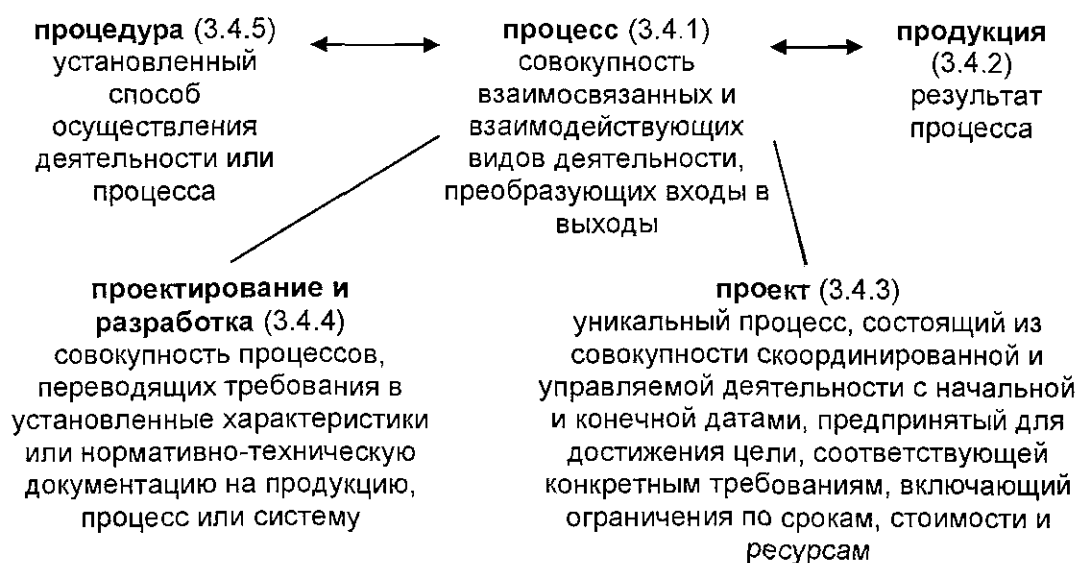 процедура (3.4.5)
установленный
способ
осуществления
деятельности или
процесса
процесс (3.4.1)
совокупность
взаимосвязанных и
взаимодействующих
видов деятельности,
преобразующих входы в
выходы
продукция
(3.4.2)
результат
процесса
проектирование и
разработка (3.4.4)
совокупность процессов,
переводящих требования в
установленные характеристики
или нормативно-техническую
документацию на продукцию,
процесс или систему
проект (3.4.3)
уникальный процесс, состоящий из
совокупности скоординированной и
управляемой деятельности с начальной
и конечной датами, предпринятый для
достижения цели, соответствующей
конкретным требованиям, включающий
ограничения по срокам, стоимости и
ресурсам